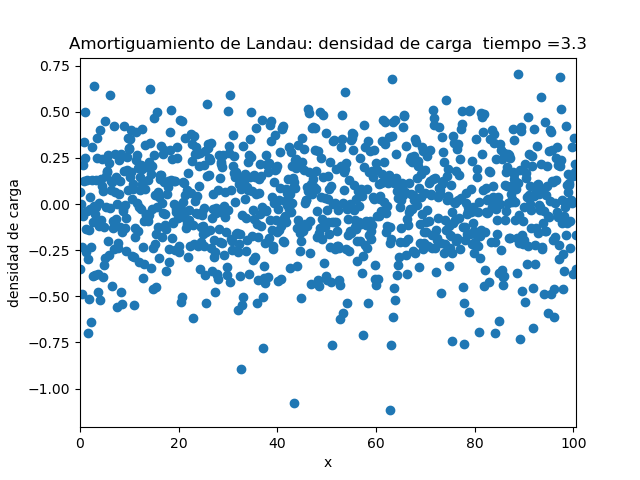 Amortiguamiento de Landau: densidad de carga  tiempo =3.3
0.75
0.50
0.25
0.00
−0.25
−0.50
−0.75
−1.00
densidad de carga
0 20 40 60 80 100
x